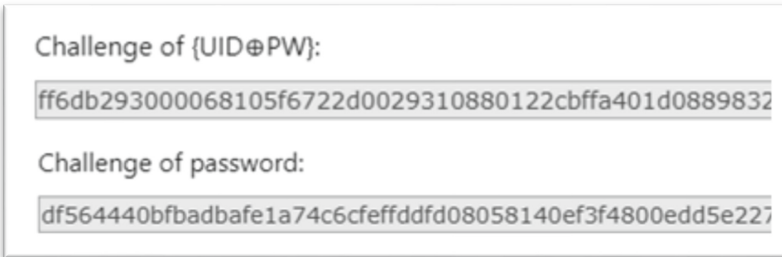 Challenge of {UID⊕PW}:
ff6db293000068105f6722d0029310880122cbffa401d0889832
Challenge of password:
df564440bfbadbafe1a74c6cfeffddfd08058140ef3f4800edd5e227